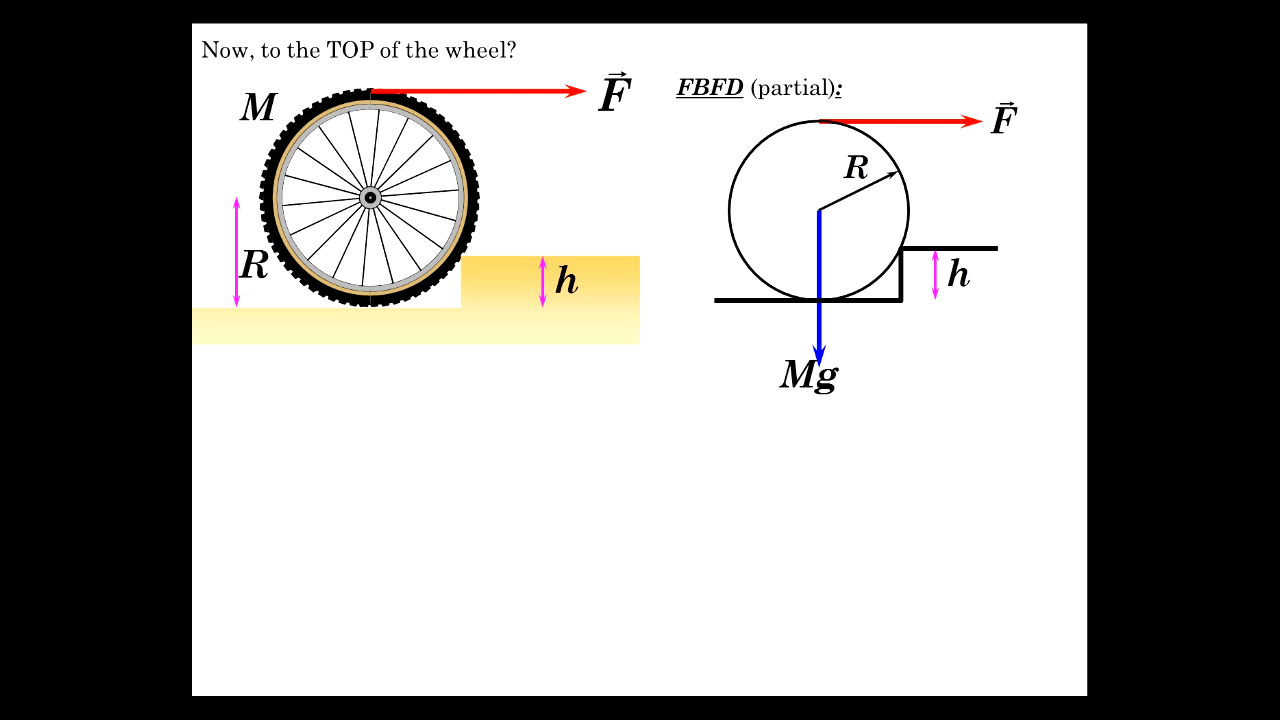 Now, to the TOP of the wheel?
M
F⃗
R
h
FBFD (partial):
F⃗
R
h
Mg